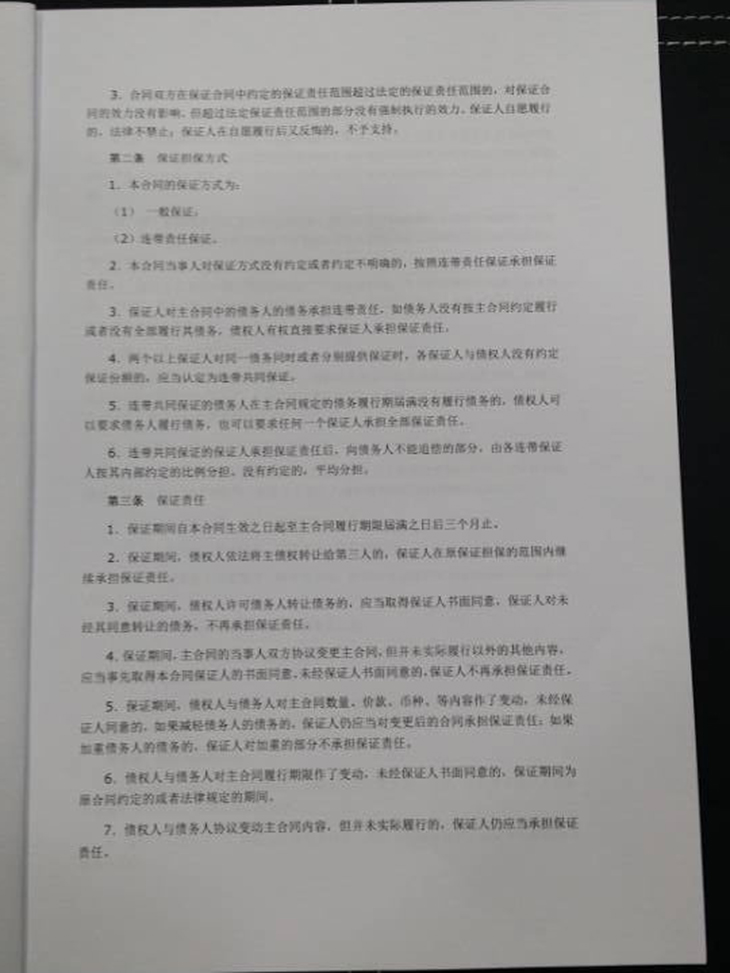 3．合同双方在保证合同中约定的保证责任范围超过法定的保证责任范围的，对保证合
同的效力没有影响，但超过法定保证责任范围的部分没有强制执行的效力。保证人自愿履行
的，法律不禁止；保证人在自愿履行后又反悔的，不予支持。
第二条 保证担保方式
1．本合同的保证方式为：
（1） 一般保证；
（2）连带责任保证。
2．本合同当事人对保证方式没有约定或者约定不明确的，按照连带责任保证承担保证
责任。
3．保证人对主合同中的债务人的债务承担连带责任，如债务人没有按主合同约定履行
或者没有全部履行其债务，债权人有权直接要求保证人承担保证责任。
4．两个以上保证人对同一债务同时或者分别提供保证时，各保证人与债权人没有约定
保证份额的，应当认定为连带共同保证。
5．连带共同保证的债务人在主合同规定的债务履行期届满没有履行债务的，债权人可
以要求债务人履行债务，也可以要求任何一个保证人承担全部保证责任。
6．连带共同保证的保证人承担保证责任后，向债务人不能追偿的部分，由各连带保证
人按其内部约定的比例分担。没有约定的，平均分担。
第三条 保证责任
1．保证期间自本合同生效之日起至主合同履行期限届满之日后三个月止。
2．保证期间，债权人依法将主债权转让给第三人的，保证人在原保证担保的范围内继
续承担保证责任。
3．保证期间，债权人许可债务人转让债务的，应当取得保证人书面同意，保证人对未
经其同意转让的债务，不再承担保证责任。
4．保证期间，主合同的当事人双方协议变更主合同，但并未实际履行以外的其他内容，
应当事先取得本合同保证人的书面同意，未经保证人书面同意的，保证人不再承担保证责任。
5．保证期间，债权人与债务人对主合同数量、价款、币种、等内容作了变动，未经保
证人同意的，如果减轻债务人的债务的，保证人仍应当对变更后的合同承担保证责任；如果
加重债务人的债务的，保证人对加重的部分不承担保证责任。
6．债权人与债务人对主合同履行期限作了变动，未经保证人书面同意的，保证期间为
原合同约定的或者法律规定的期间。
7．债权人与债务人协议变动主合同内容，但并未实际履行的，保证人仍应当承担保证
责任。